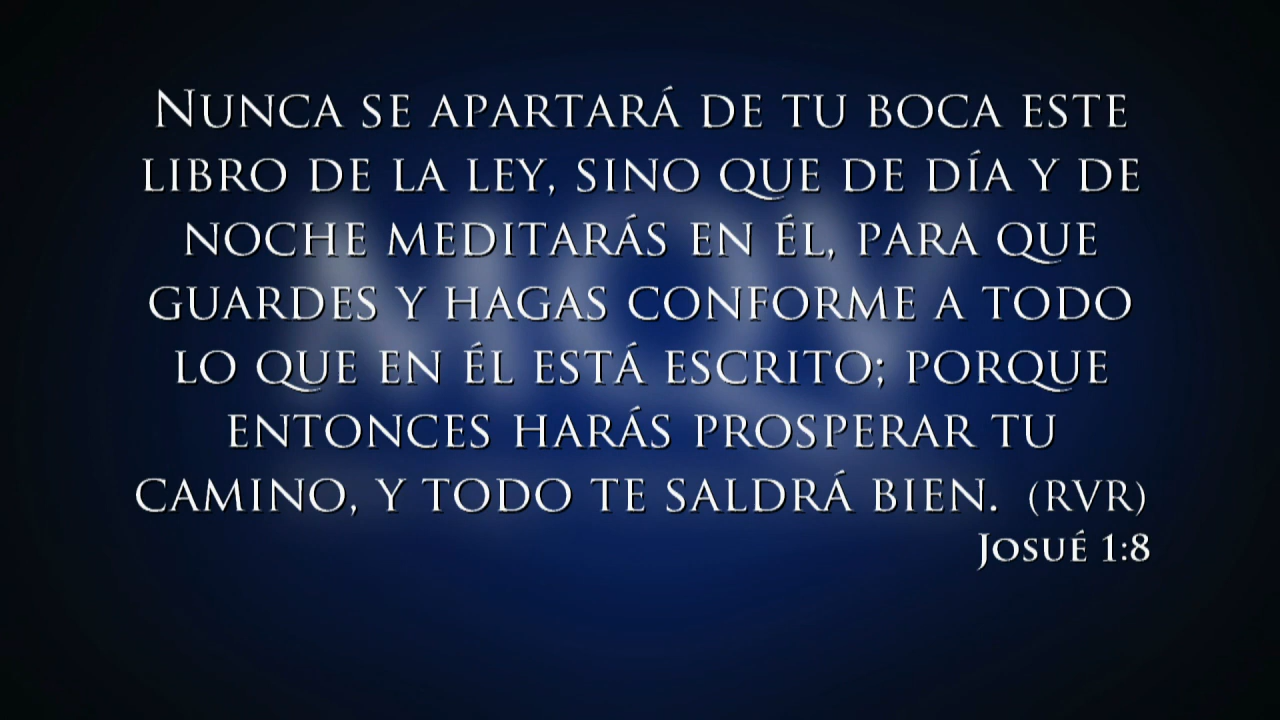 Nunca se apartará de tu boca este
libro de la ley, sino que de día y de
noche meditarás en él, para que
guardes y hagas conforme a todo
lo que en él está escrito; porque
entonces harás prosperar tu
camino, y todo te saldrá bien. (RVR)
Josué 1:8